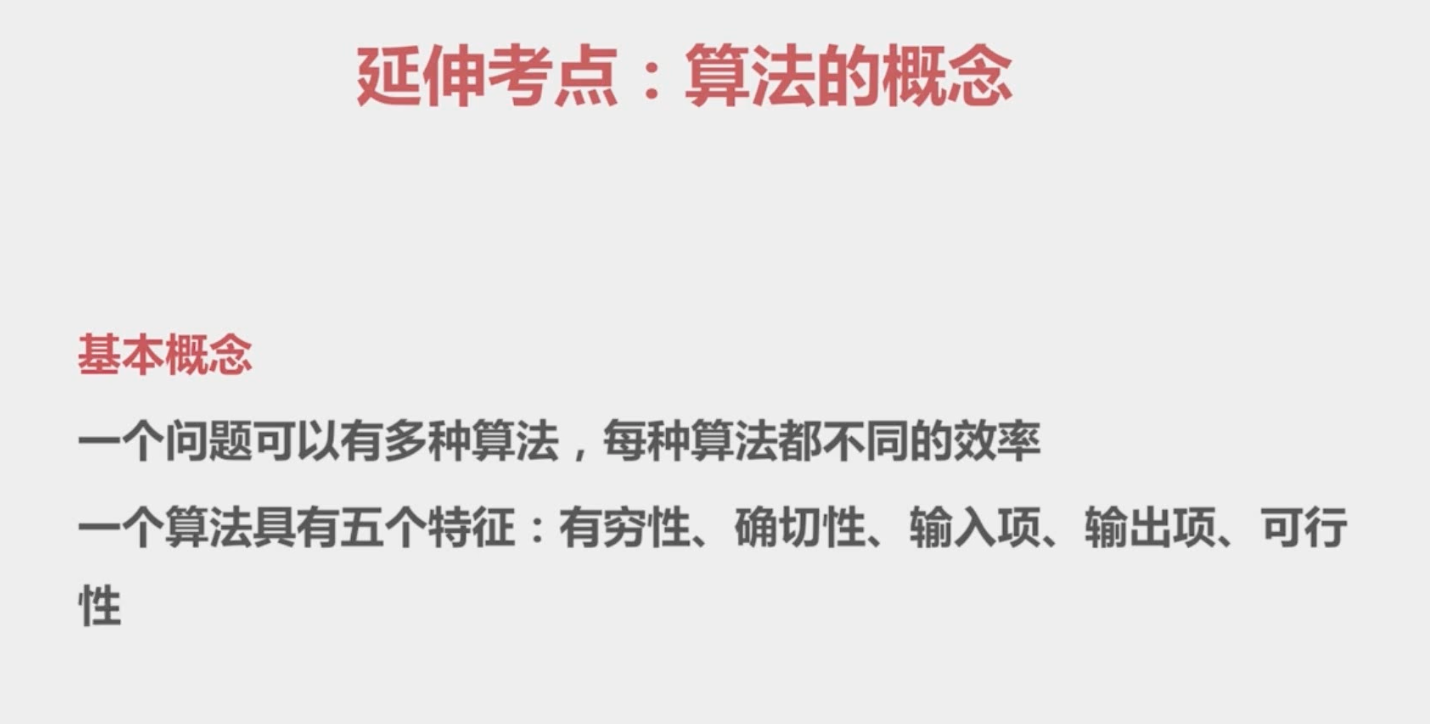 延伸考点：算法的概念
基本概念
一个问题可以有多种算法，每种算法都不同的效率
一个算法具有五个特征：有穷性、确切性、输入项、输出项、可行
性